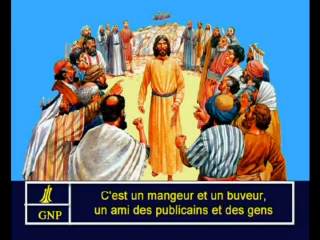 C'est un mangeur et un buveur,
un ami des publicains et des gens
GNP